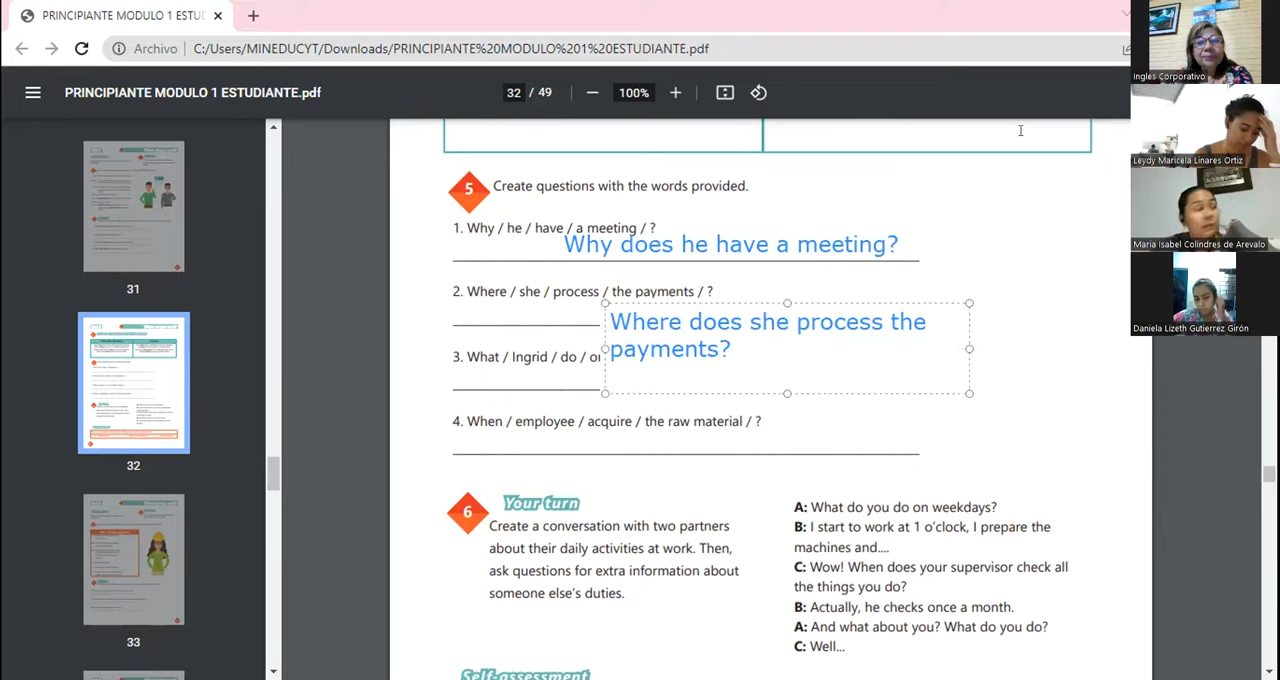 PRINCIPIANTE MODULO 1 ESTU
Archivo
C:/Users/MINEDUCYT/Downloads/PRINCIPIANTE%20MODULO%201%20ESTUDIANTE.pdf
PRINCIPIANTE MODULO 1 ESTUDIANTE.pdf
32 / 49
100%
31
32
33
5 Create questions with the words provided.
1. Why / he / have / a meeting / ?
Why does he have a meeting?
2. Where / she / process / the payments / ?
Where does she process the
payments?
3. What / Ingrid / do /
4. When / employee / acquire / the raw material / ?
6 Your turn
Create a conversation with two partners
about their daily activities at work. Then,
ask questions for extra information about
someone else's duties.
A: What do you do on weekdays?
B: I start to work at 1 o'clock, I prepare the
machines and....
C: Wow! When does your supervisor check all
the things you do?
B: Actually, he checks once a month.
A: And what about you? What do you do?
C: Well...
Self-assessment
Ingles Corporativo
Leydy Maricela Linares Ortiz
Maria Isabel Colindres de Arevalo
Daniela Lizeth Gutierrez Girón